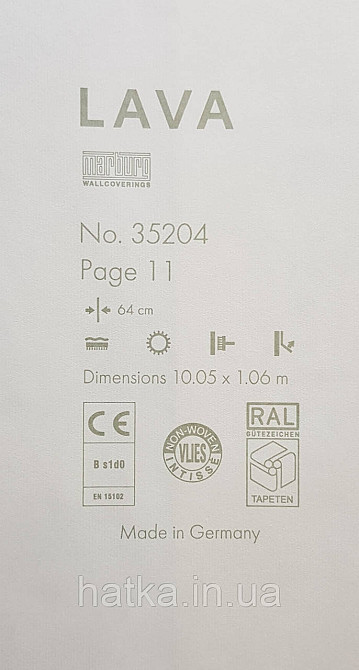 LAVA
marburg
WALLCOVERINGS
No. 35204
Page 11
64 cm
Dimensions 10.05 x 1.06 m
CE
B s1d0
EN 15102
NON-WOVEN
VLIES
INTISSÉ
RAL
GÜTEZEICHEN
TAPETEN
Made in Germany
hatka.in.ua